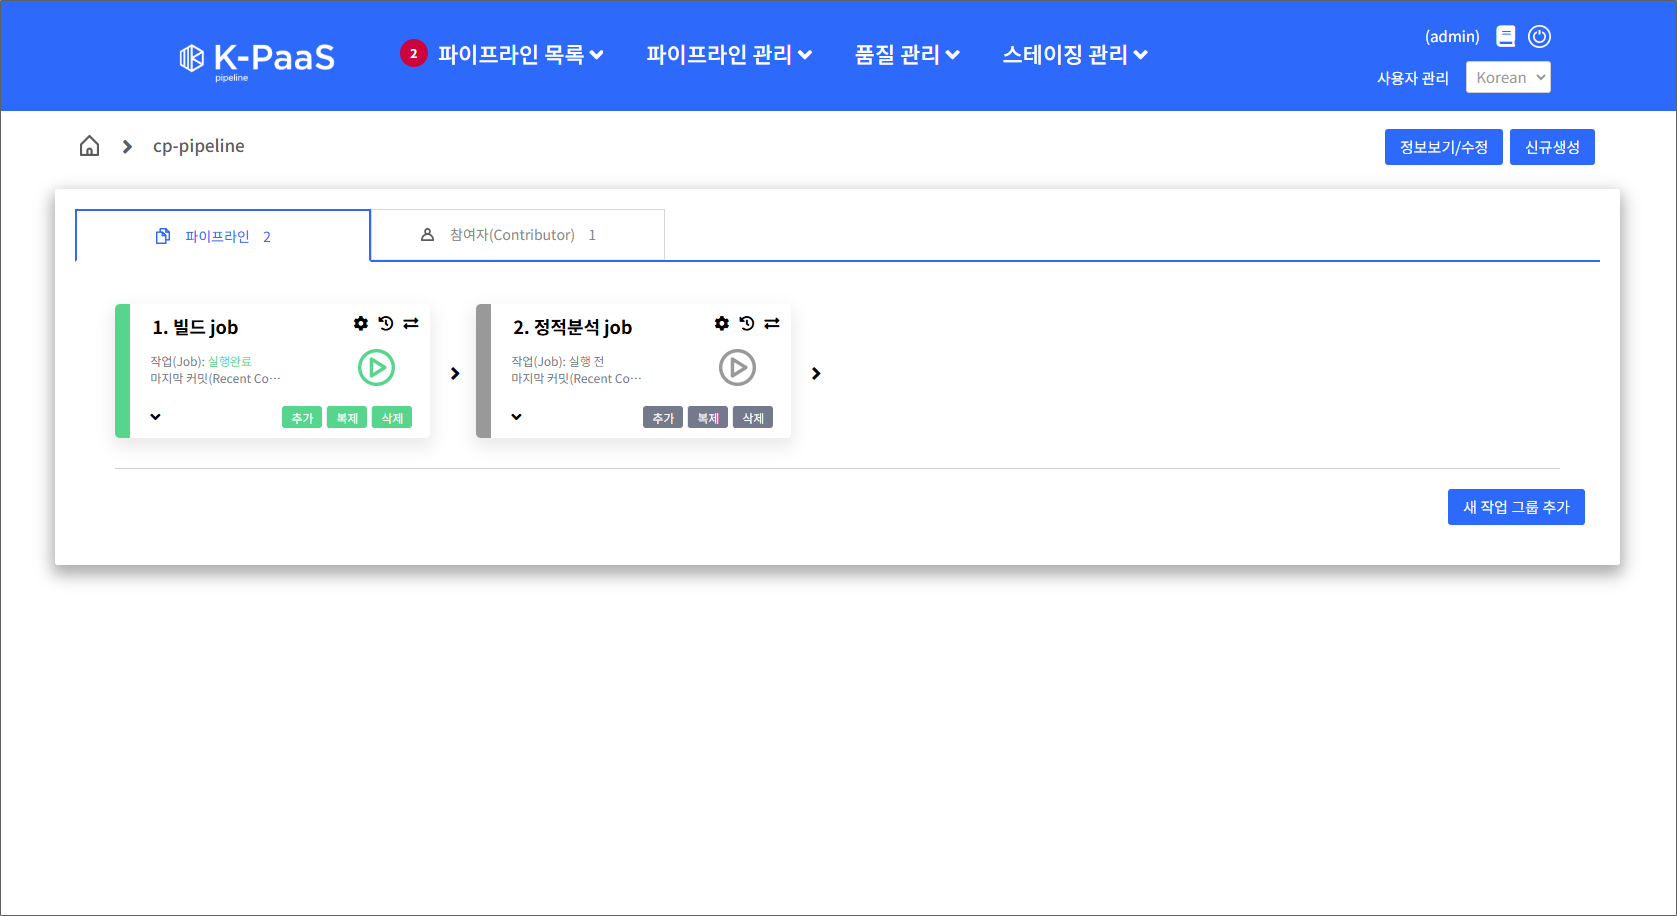 K-PaaS
pipeline
2 파이프라인 목록
파이프라인 관리
품질 관리
스테이징 관리
(admin)
사용자 관리
Korean
cp-pipeline
정보보기/수정
신규생성
파이프라인 2
참여자(Contributor) 1
1. 빌드 job
작업(Job): 실행완료
마지막 커밋(Recent Co…
추가
복제
삭제
2. 정적분석 job
작업(Job): 실행 전
마지막 커밋(Recent Co…
추가
복제
삭제
새 작업 그룹 추가